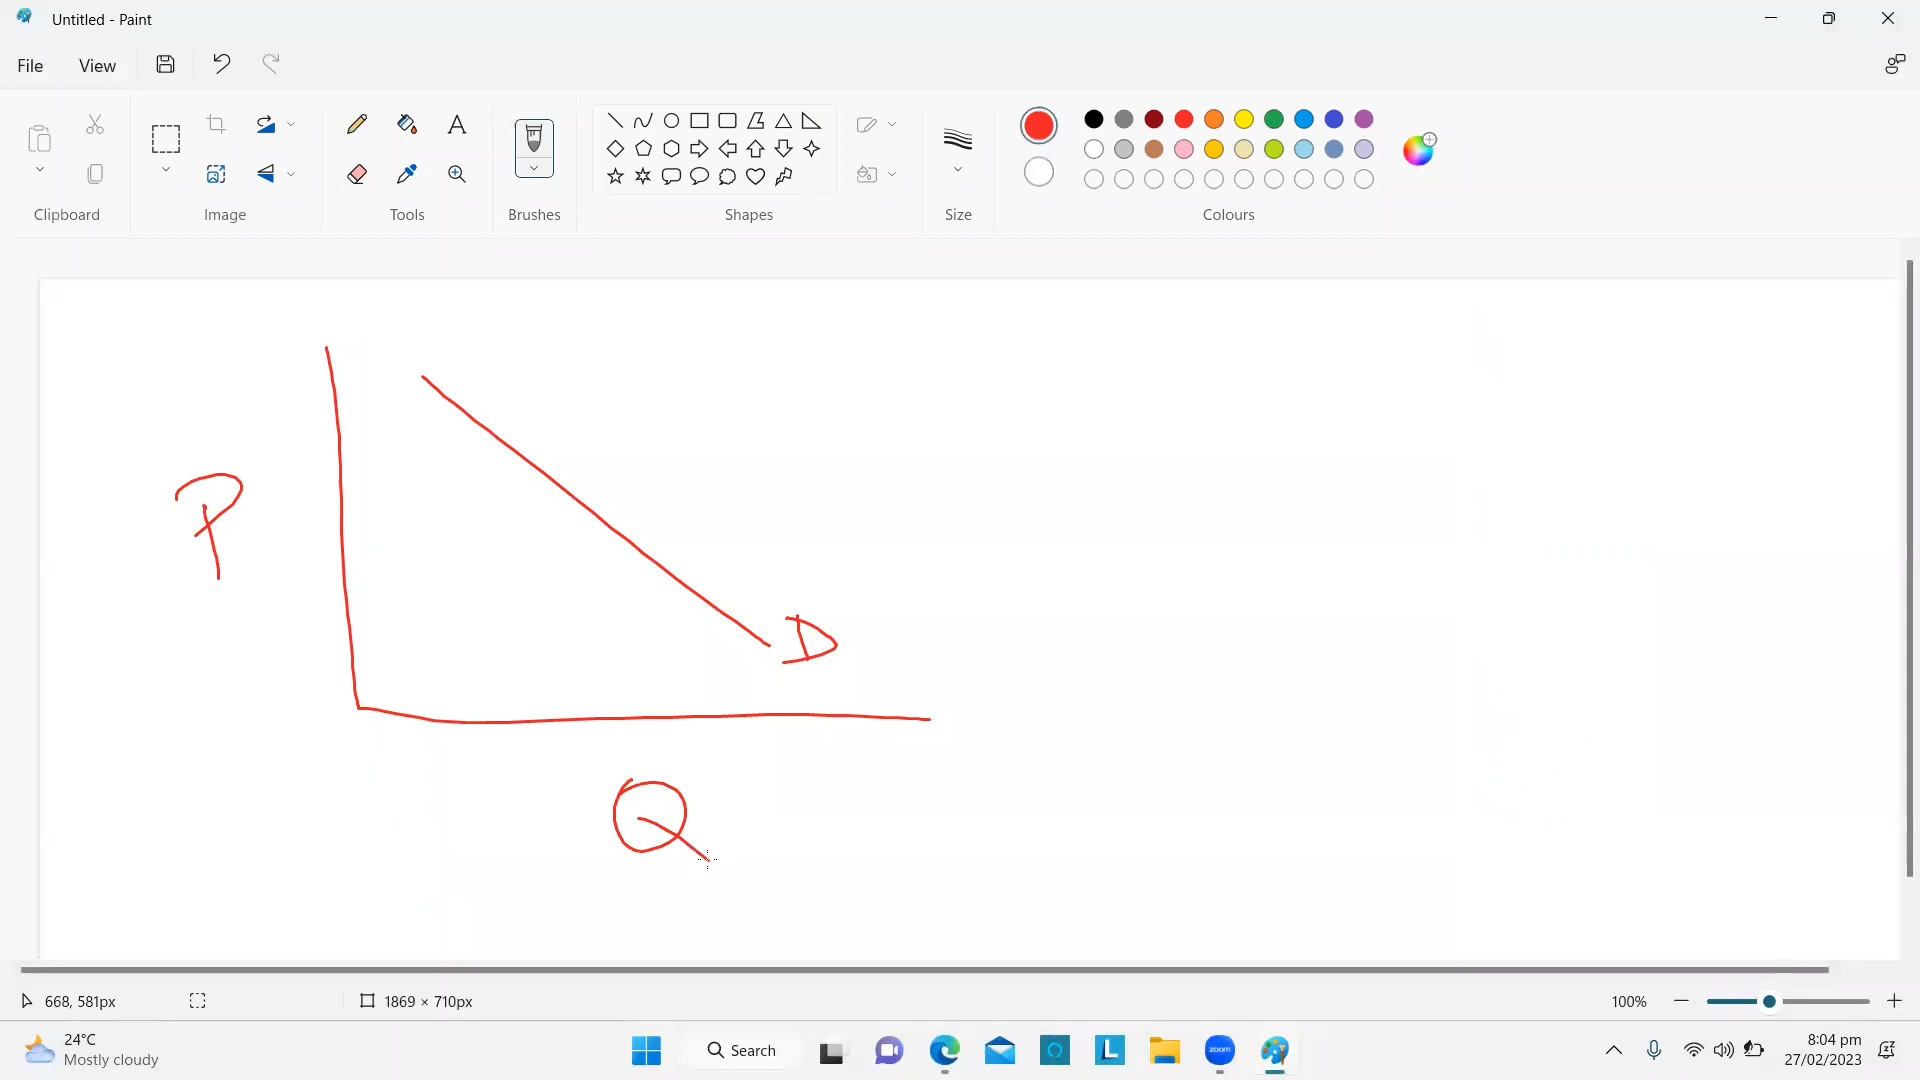 Untitled - Paint
File View
Clipboard Image Tools Brushes Shapes Size Colours
P
D
Q
668, 581px 1869 × 710px 100%
24°C
Mostly cloudy
Search
zoom
L
8:04 pm
27/02/2023